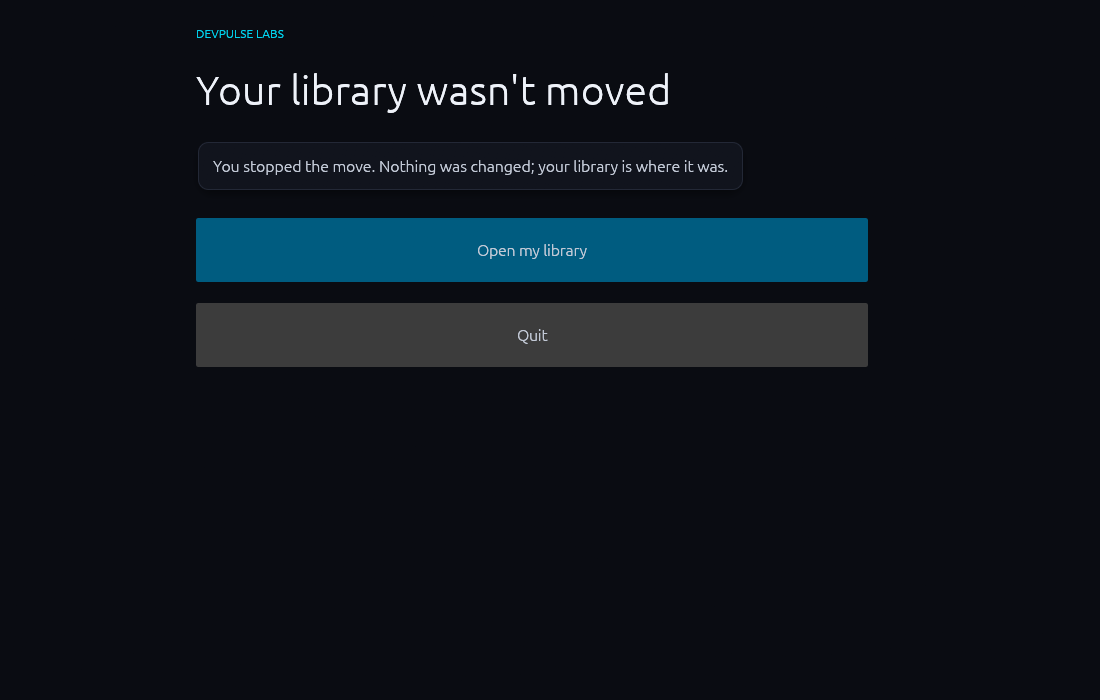 DEVPULSE LABS
Your library wasn't moved
You stopped the move. Nothing was changed; your library is where it was.
Open my library
Quit